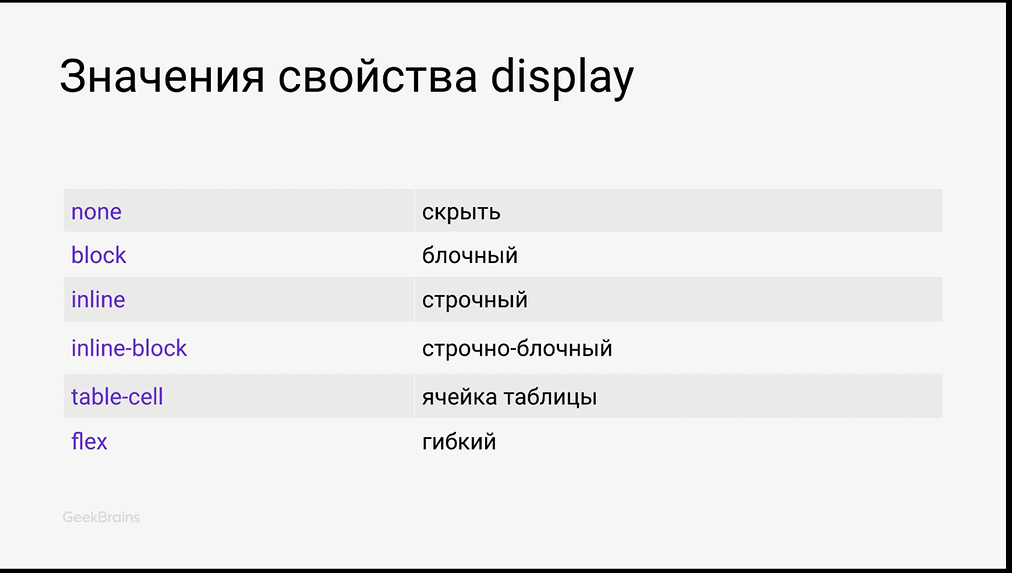 Значения свойства display
none скрыть
block блочный
inline строчный
inline-block строчно-блочный
table-cell ячейка таблицы
flex гибкий
GeekBrains